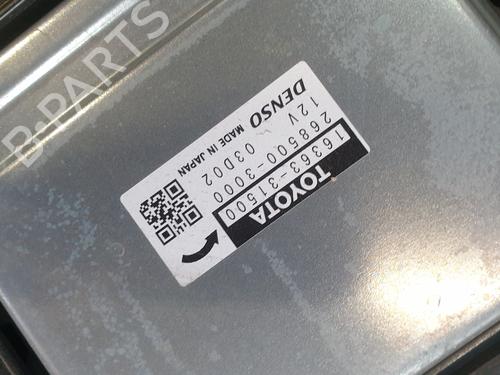 B-PARTS
TOYOTA
16363-31500
268500-3000
12V 03D02
DENSO MADE IN JAPAN